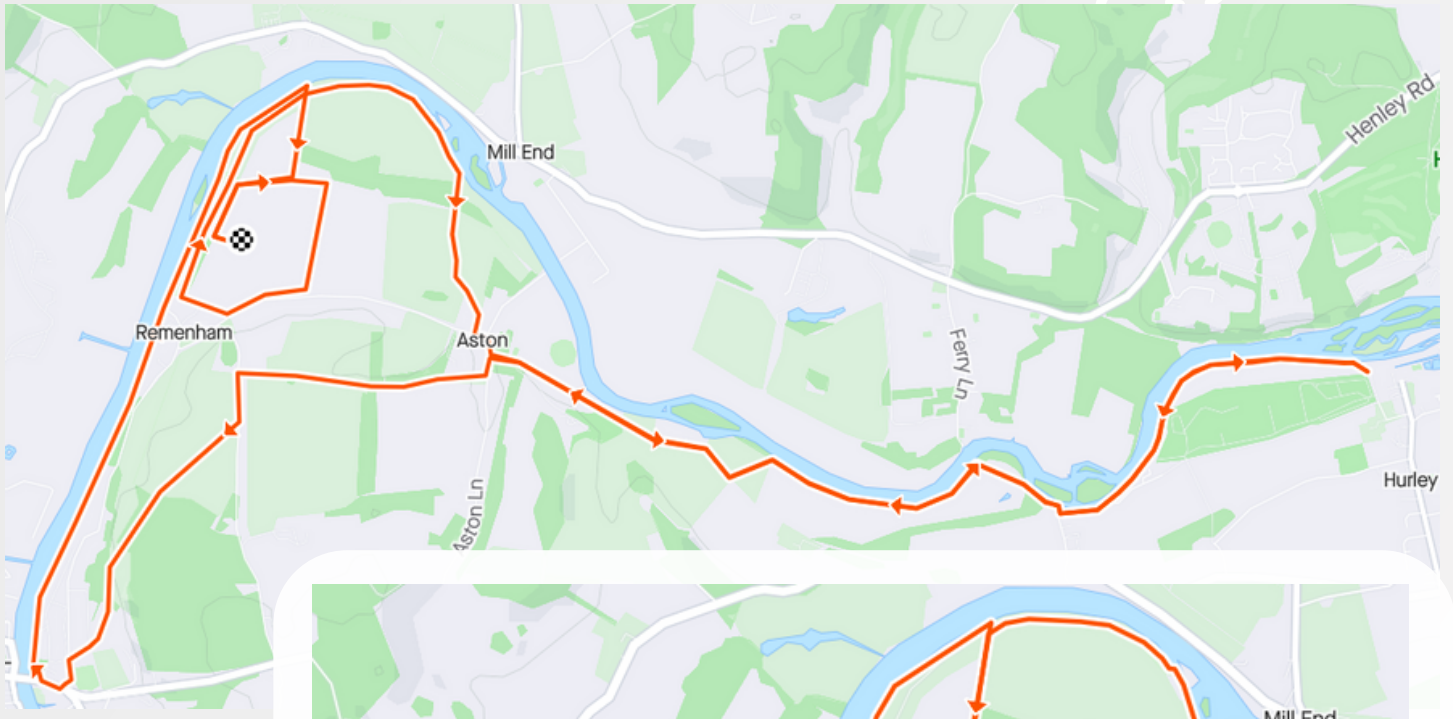 Henley Rd
Mill End
H
Remenham
Aston
Ferry Ln
Hurley
Aston Ln
Mill End